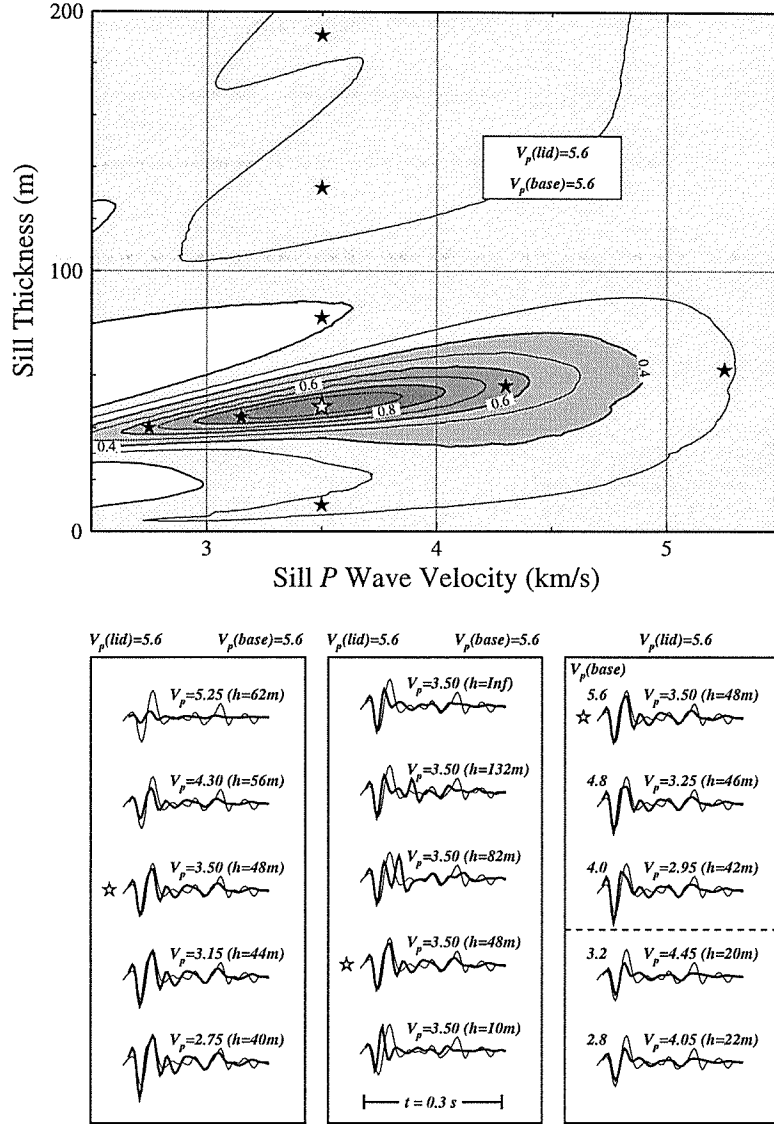 200
100
0
Sill Thickness (m)
V_p(lid)=5.6
V_p(base)=5.6
0.6
0.8
0.6
0.4
0.4
3 4 5
Sill P Wave Velocity (km/s)
V_p(lid)=5.6 V_p(base)=5.6
V_p=5.25 (h=62m)
V_p=4.30 (h=56m)
V_p=3.50 (h=48m)
V_p=3.15 (h=44m)
V_p=2.75 (h=40m)
V_p(lid)=5.6 V_p(base)=5.6
V_p=3.50 (h=Inf)
V_p=3.50 (h=132m)
V_p=3.50 (h=82m)
V_p=3.50 (h=48m)
V_p=3.50 (h=10m)
t = 0.3 s
V_p(lid)=5.6
V_p(base)
5.6 V_p=3.50 (h=48m)
4.8 V_p=3.25 (h=46m)
4.0 V_p=2.95 (h=42m)
3.2 V_p=4.45 (h=20m)
2.8 V_p=4.05 (h=22m)